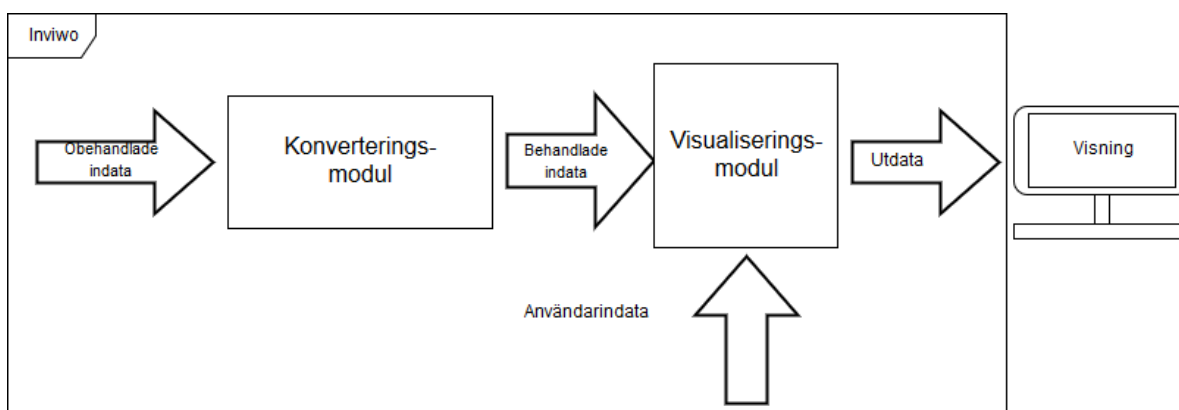 Inviwo
Obehandlade
indata
Konverterings-
modul
Behandlade
indata
Visualiserings-
modul
Utdata
Visning
Användarindata